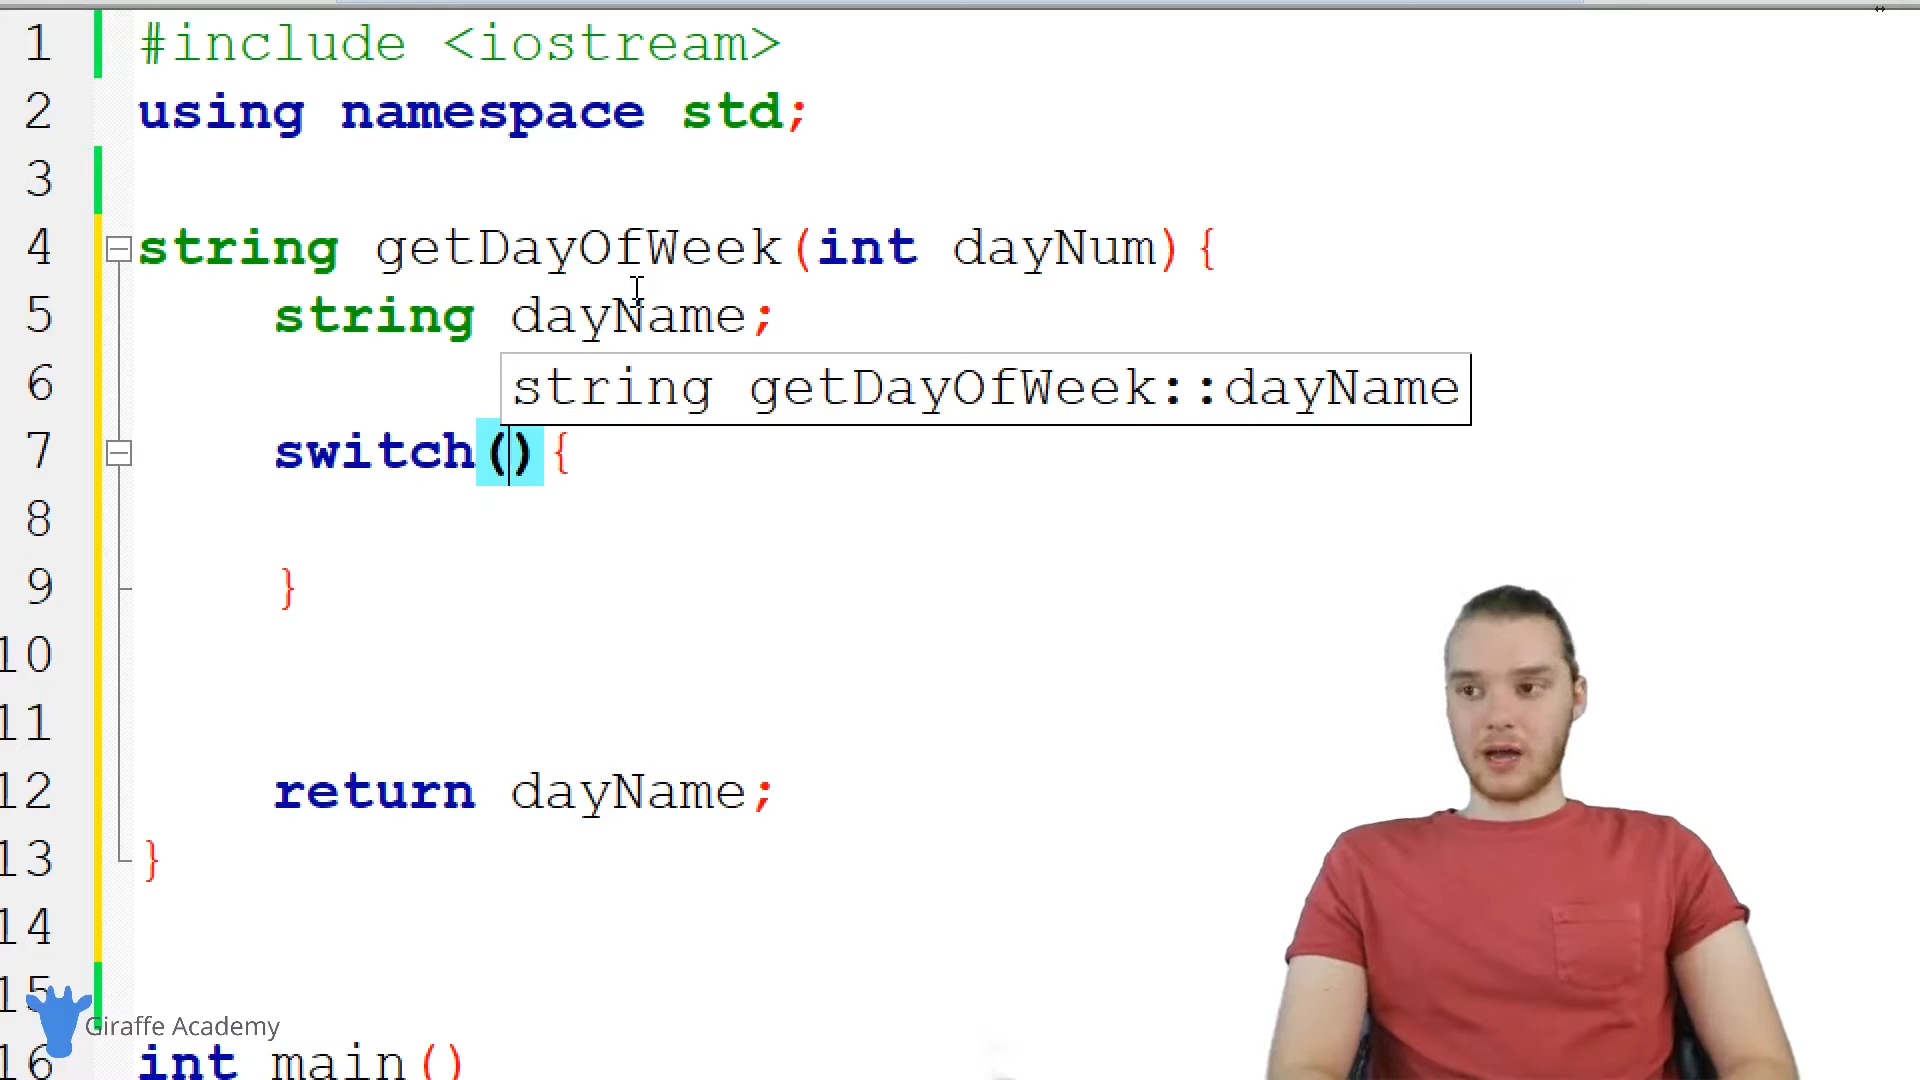 1 #include <iostream>
2 using namespace std;
3
4 string getDayOfWeek(int dayNum){
5 string dayName;
6 string getDayOfWeek::dayName
7 switch(){
8
9 }
10
11
12 return dayName;
13 }
14
15
Giraffe Academy
16 int main()